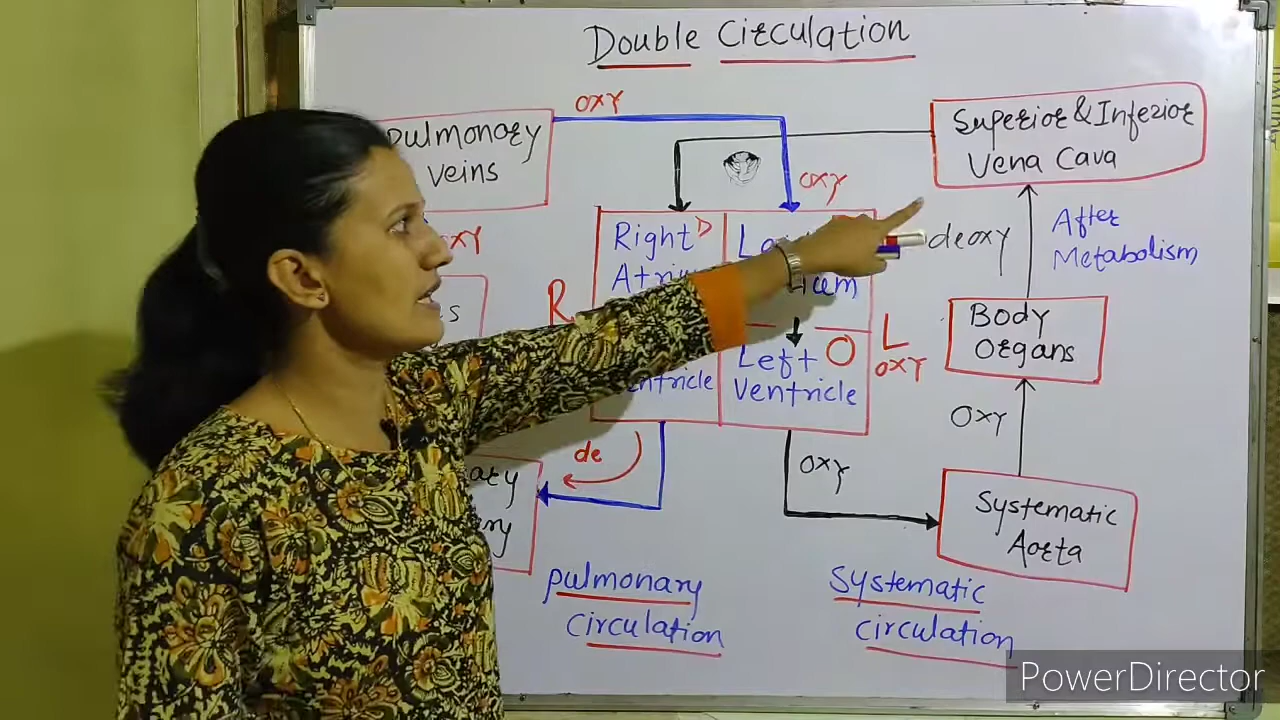 Double Circulation
oxy
pulmonary
veins
Superior & Inferior
Vena Cava
oxy
Right D
oxy
deoxy
After
Metabolism
R
L
oxy
Body
Organs
Left O
Ventricle
oxy
oxy
de
Systematic
Aorta
pulmonary
circulation
Systematic
circulation
PowerDirector